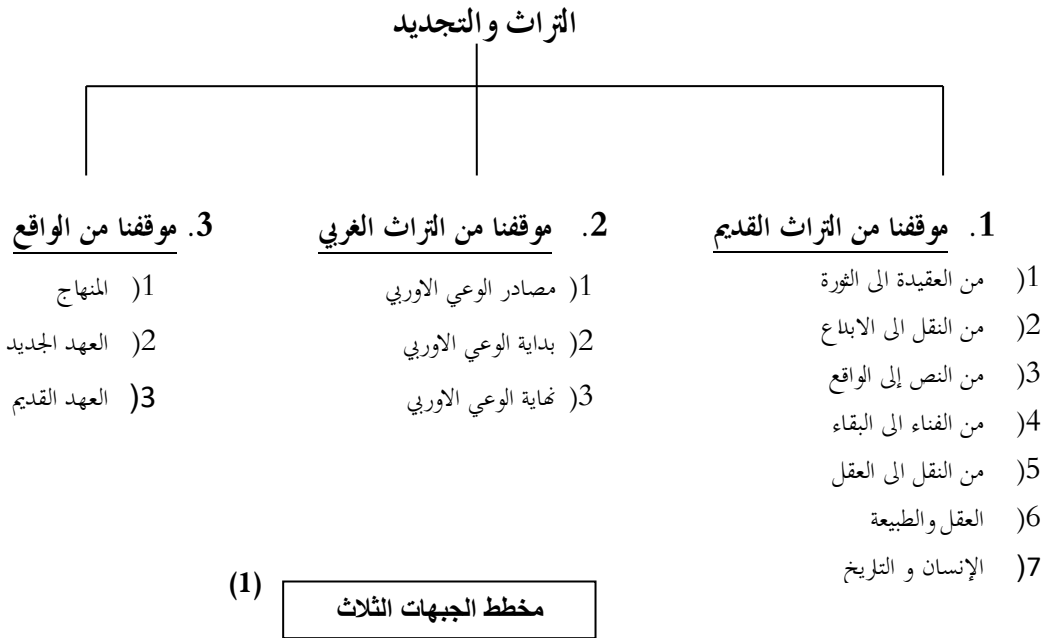 التراث والتجديد
1. موقفنا من التراث القديم
1) من العقيدة الى الثورة
2) من النقل الى الابداع
3) من النص إلى الواقع
4) من الفناء الى البقاء
5) من النقل الى العقل
6) العقل والطبيعة
7) الإنسان و التاريخ
2. موقفنا من التراث الغربي
1) مصادر الوعي الاوربي
2) بداية الوعي الاوربي
3) نهاية الوعي الاوربي
3. موقفنا من الواقع
1) المنهاج
2) العهد الجديد
3) العهد القديم
مخطط الجبهات الثلاث (1)